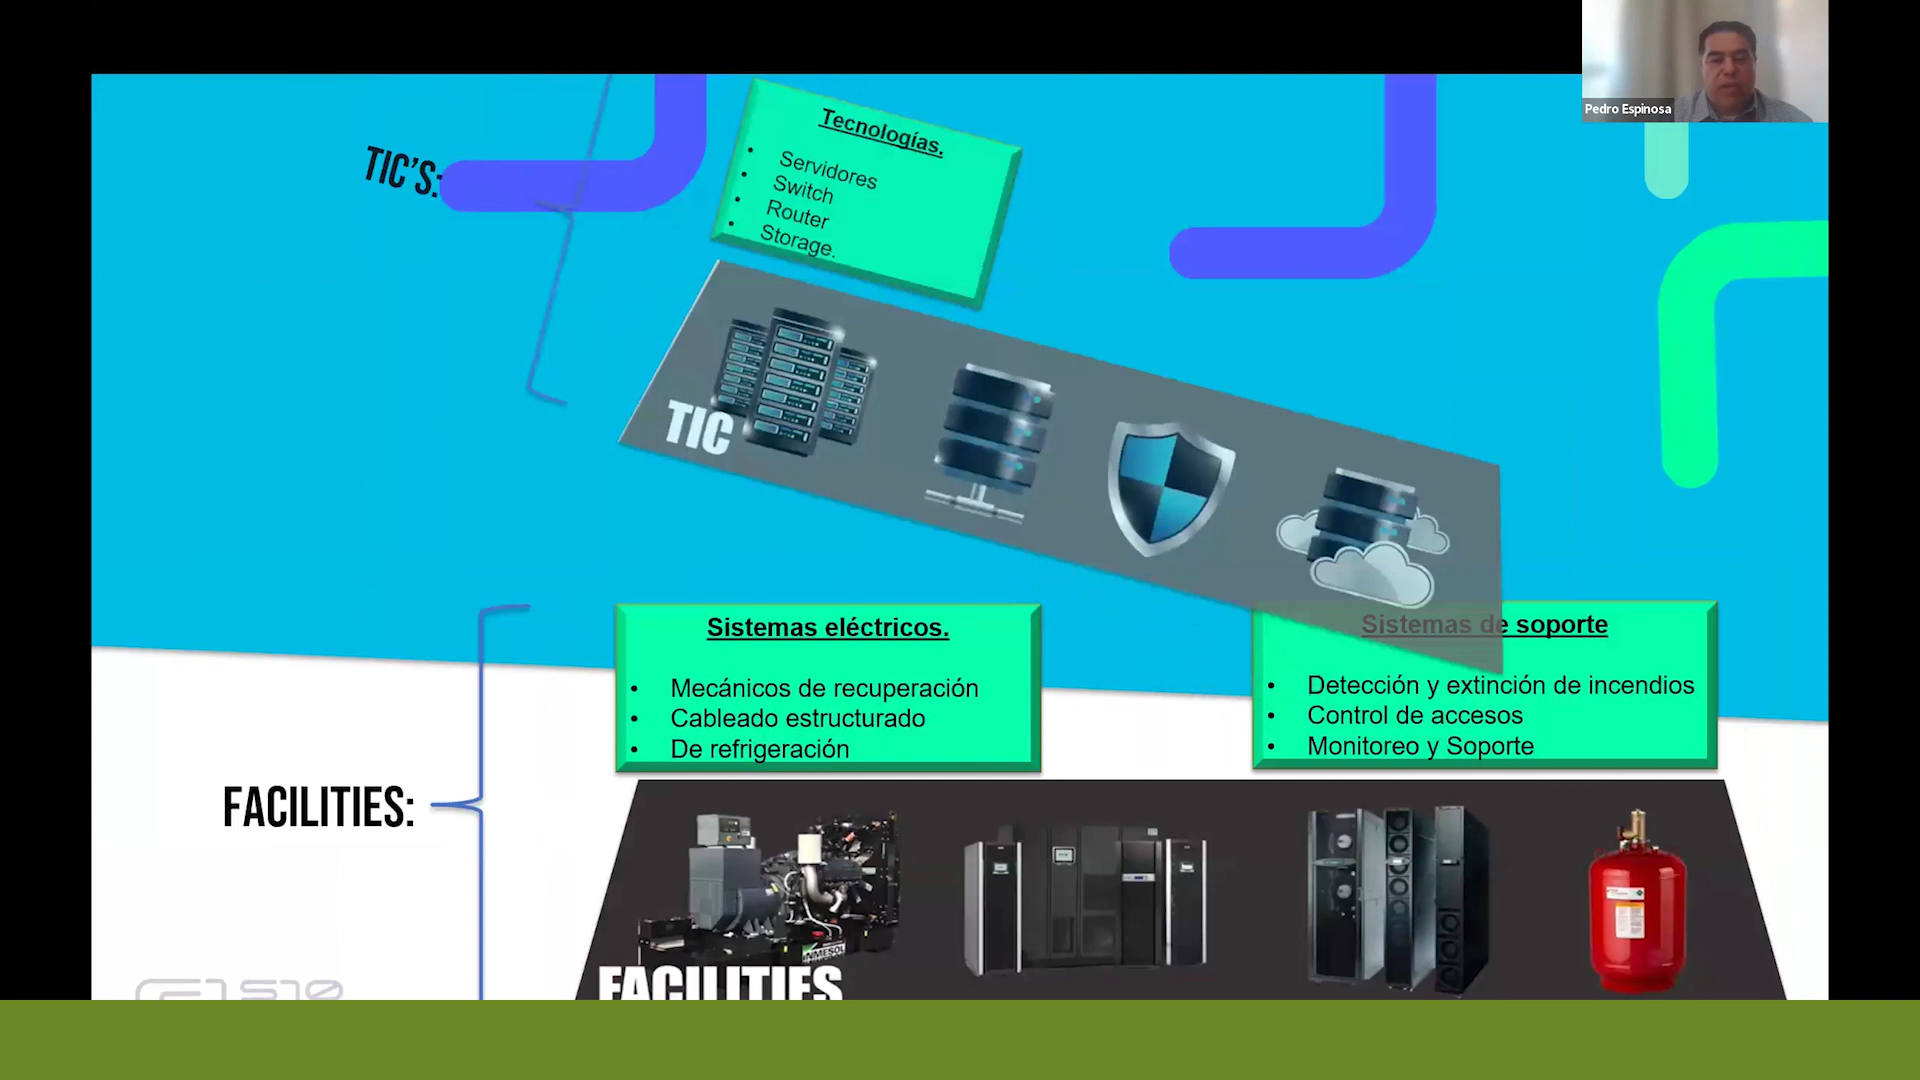 Pedro Espinosa
TIC'S:
Tecnologías.
• Servidores
• Switch
• Router
• Storage.
TIC
Sistemas eléctricos.
• Mecánicos de recuperación
• Cableado estructurado
• De refrigeración
Sistemas de soporte
• Detección y extinción de incendios
• Control de accesos
• Monitoreo y Soporte
FACILITIES:
FACILITIES